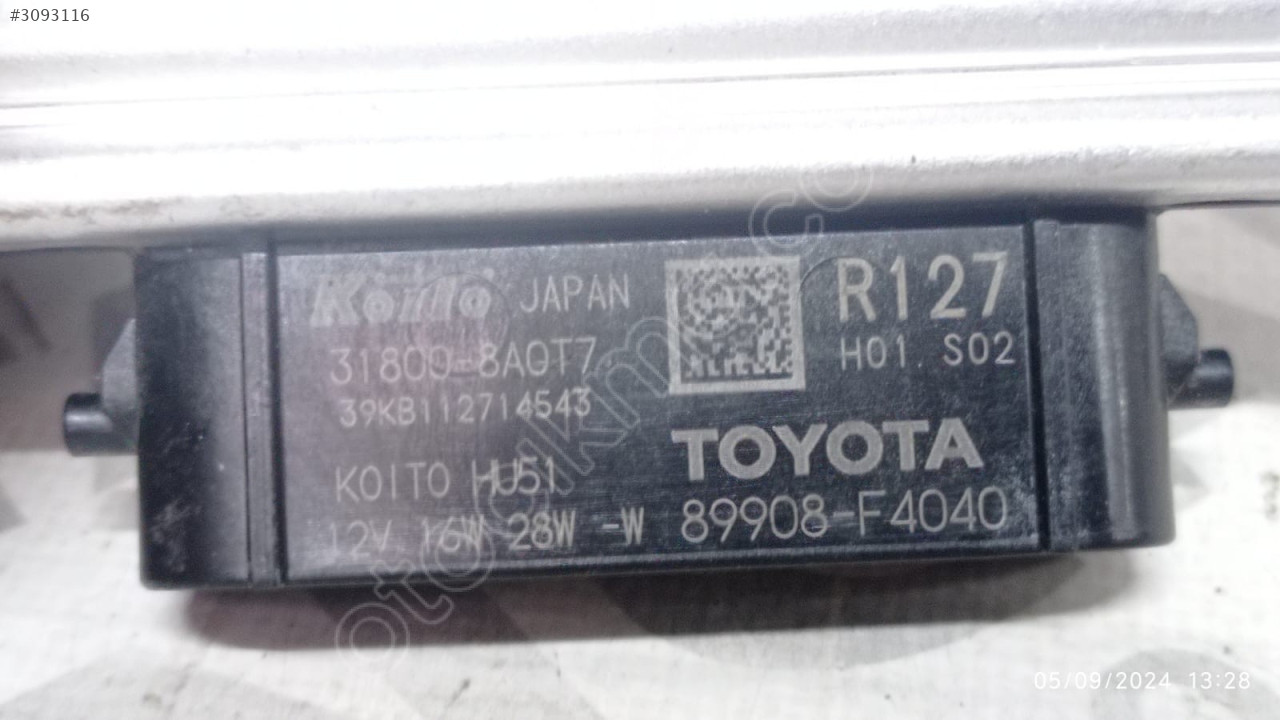 #3093116
Koito JAPAN
31800-8A0T7
39KB112714543
KOITO HU51
12V 16W 28W -W
R127
H01. S02
TOYOTA
89908-F4040
05/09/2024 13:28